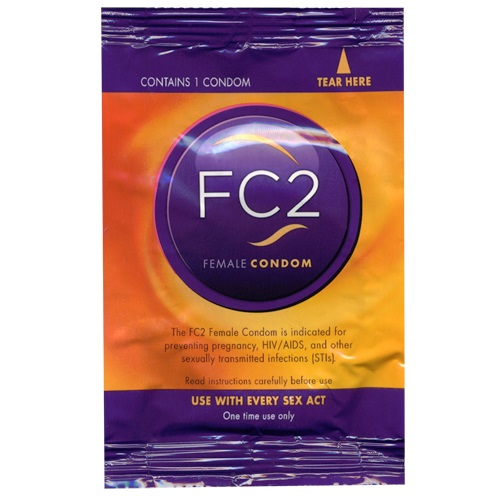 CONTAINS 1 CONDOM
TEAR HERE
FC2
FEMALE CONDOM
The FC2 Female Condom is indicated for
preventing pregnancy, HIV/AIDS, and other
sexually transmitted infections (STIs).
Read instructions carefully before use
USE WITH EVERY SEX ACT
One time use only